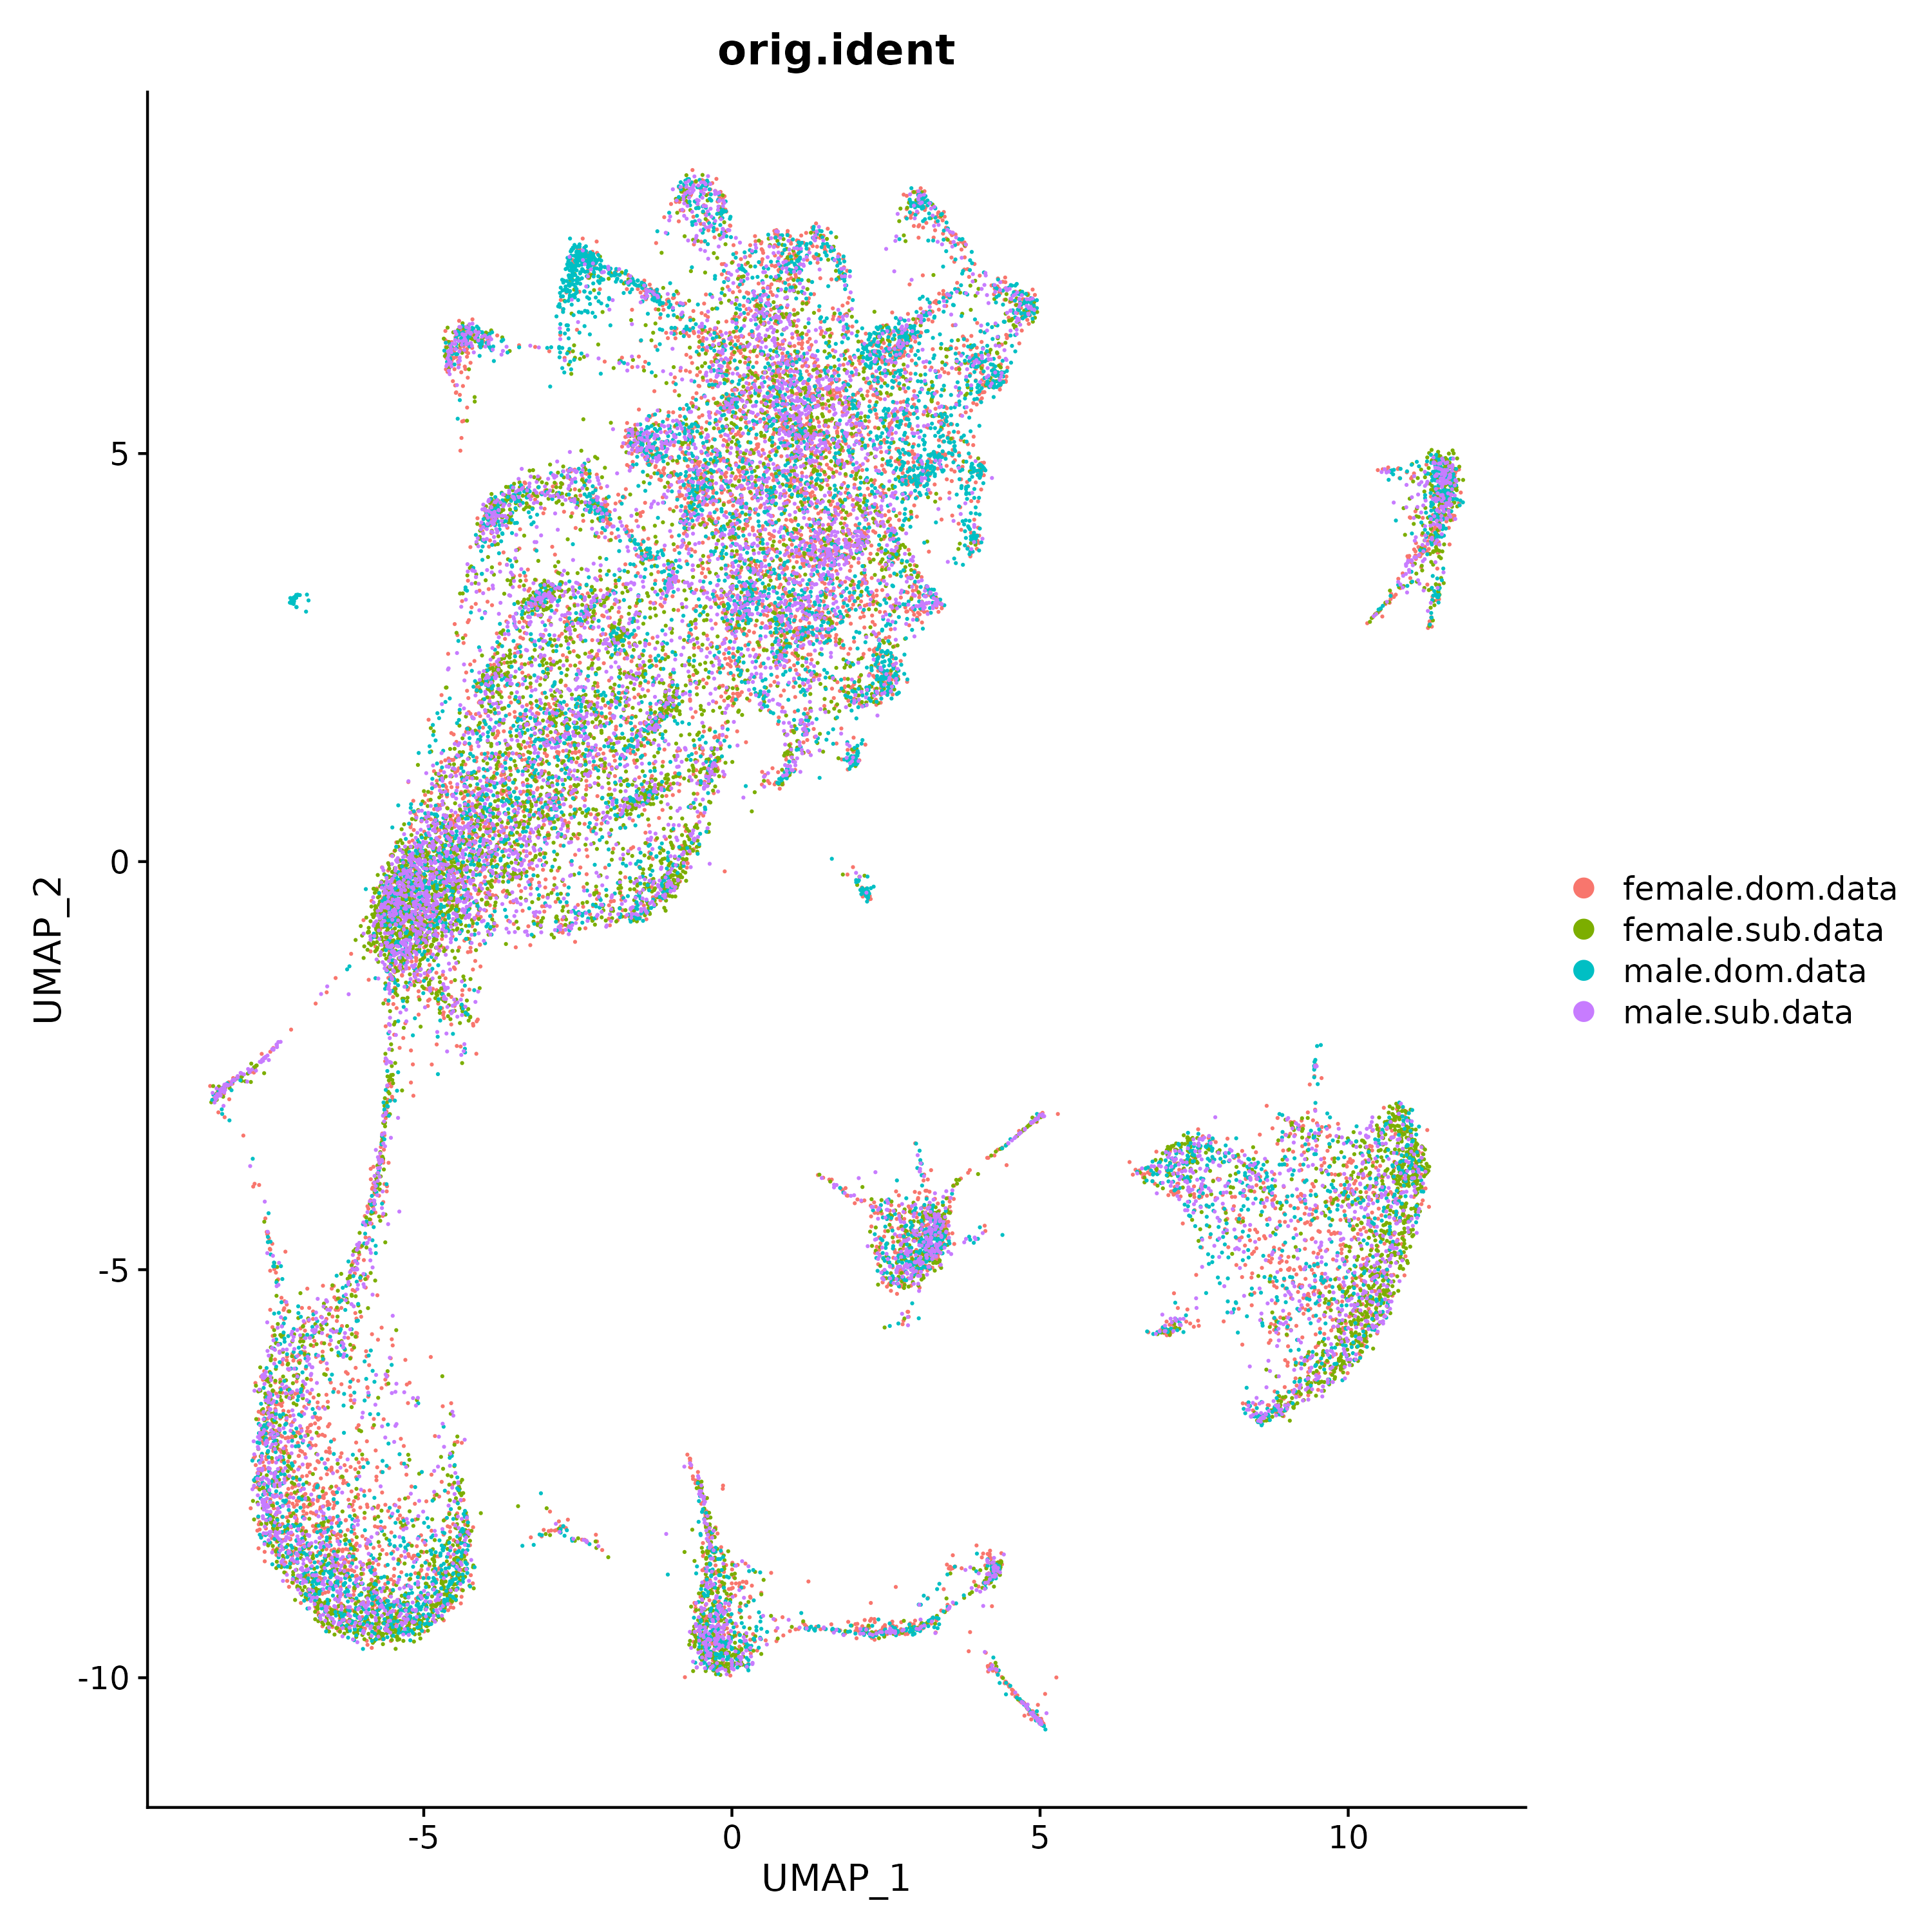 orig.ident
UMAP_2
5
0
-5
-10
-5
0
5
10
UMAP_1
female.dom.data
female.sub.data
male.dom.data
male.sub.data